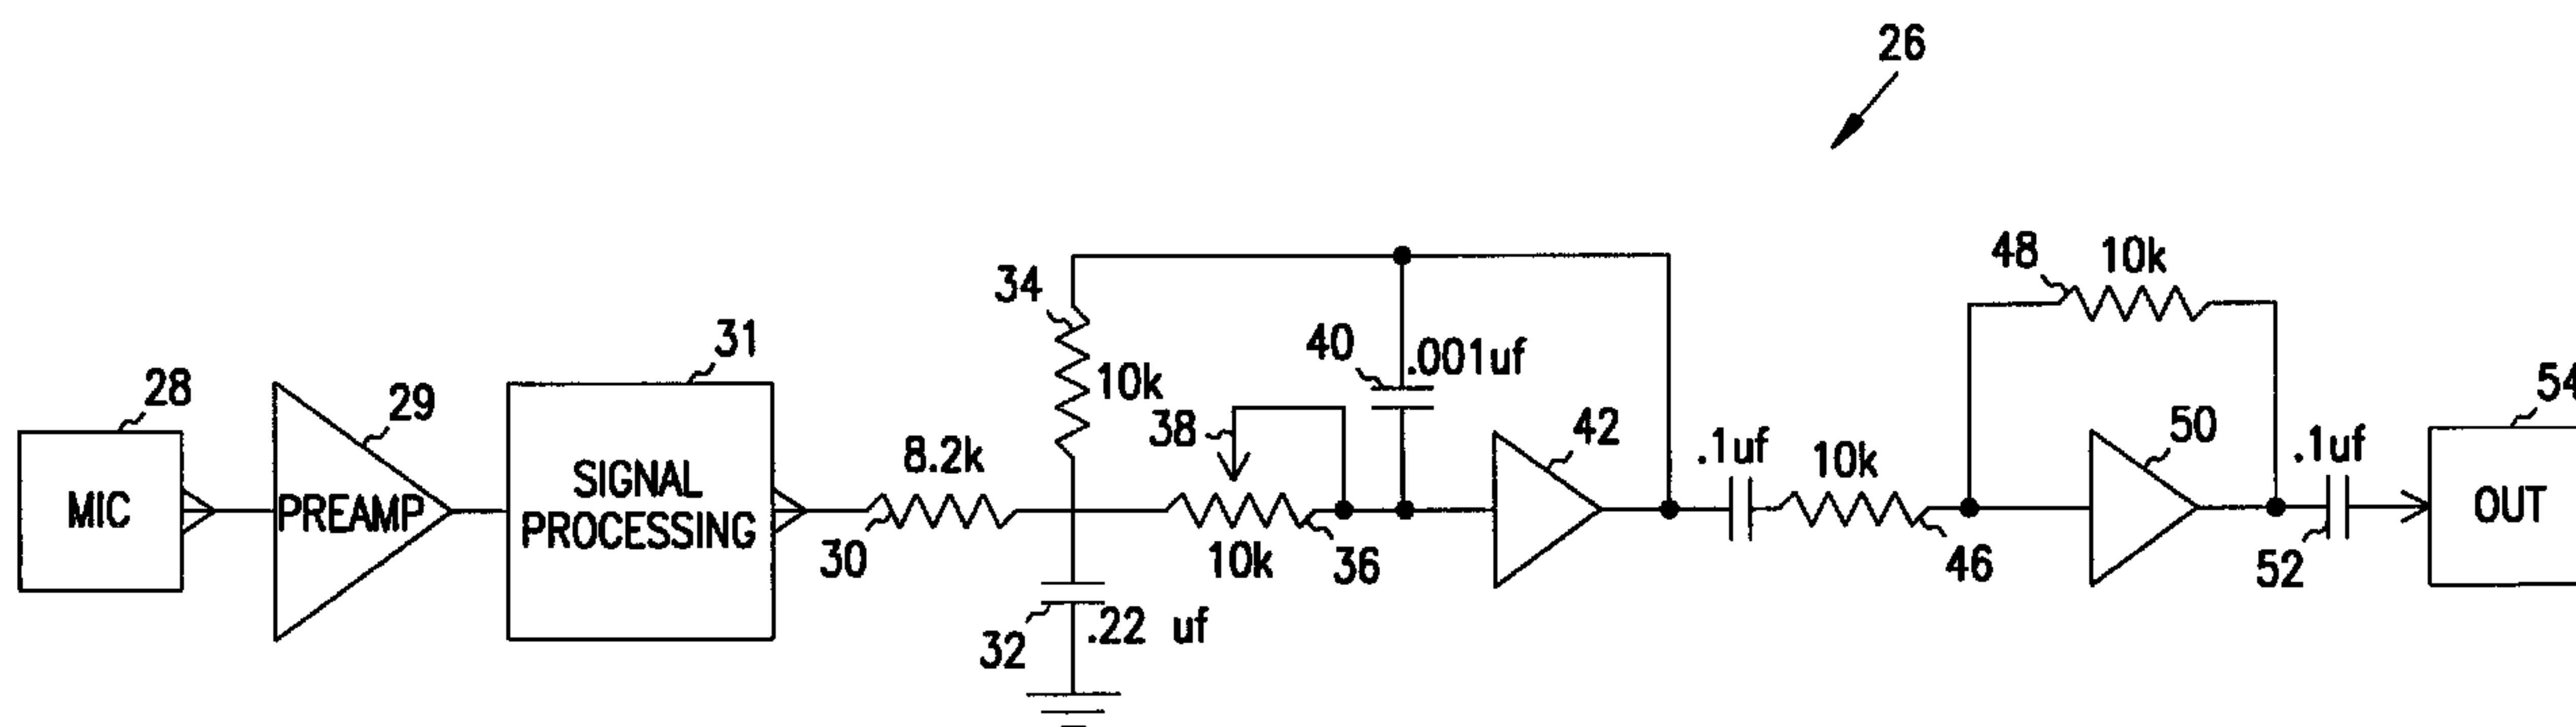 26
MIC
28
PREAMP
29
SIGNAL
PROCESSING
31
8.2k
30
34
10k
32
.22 uf
38
10k
36
40
.001uf
42
.1uf
10k
46
48
10k
50
.1uf
52
OUT
54